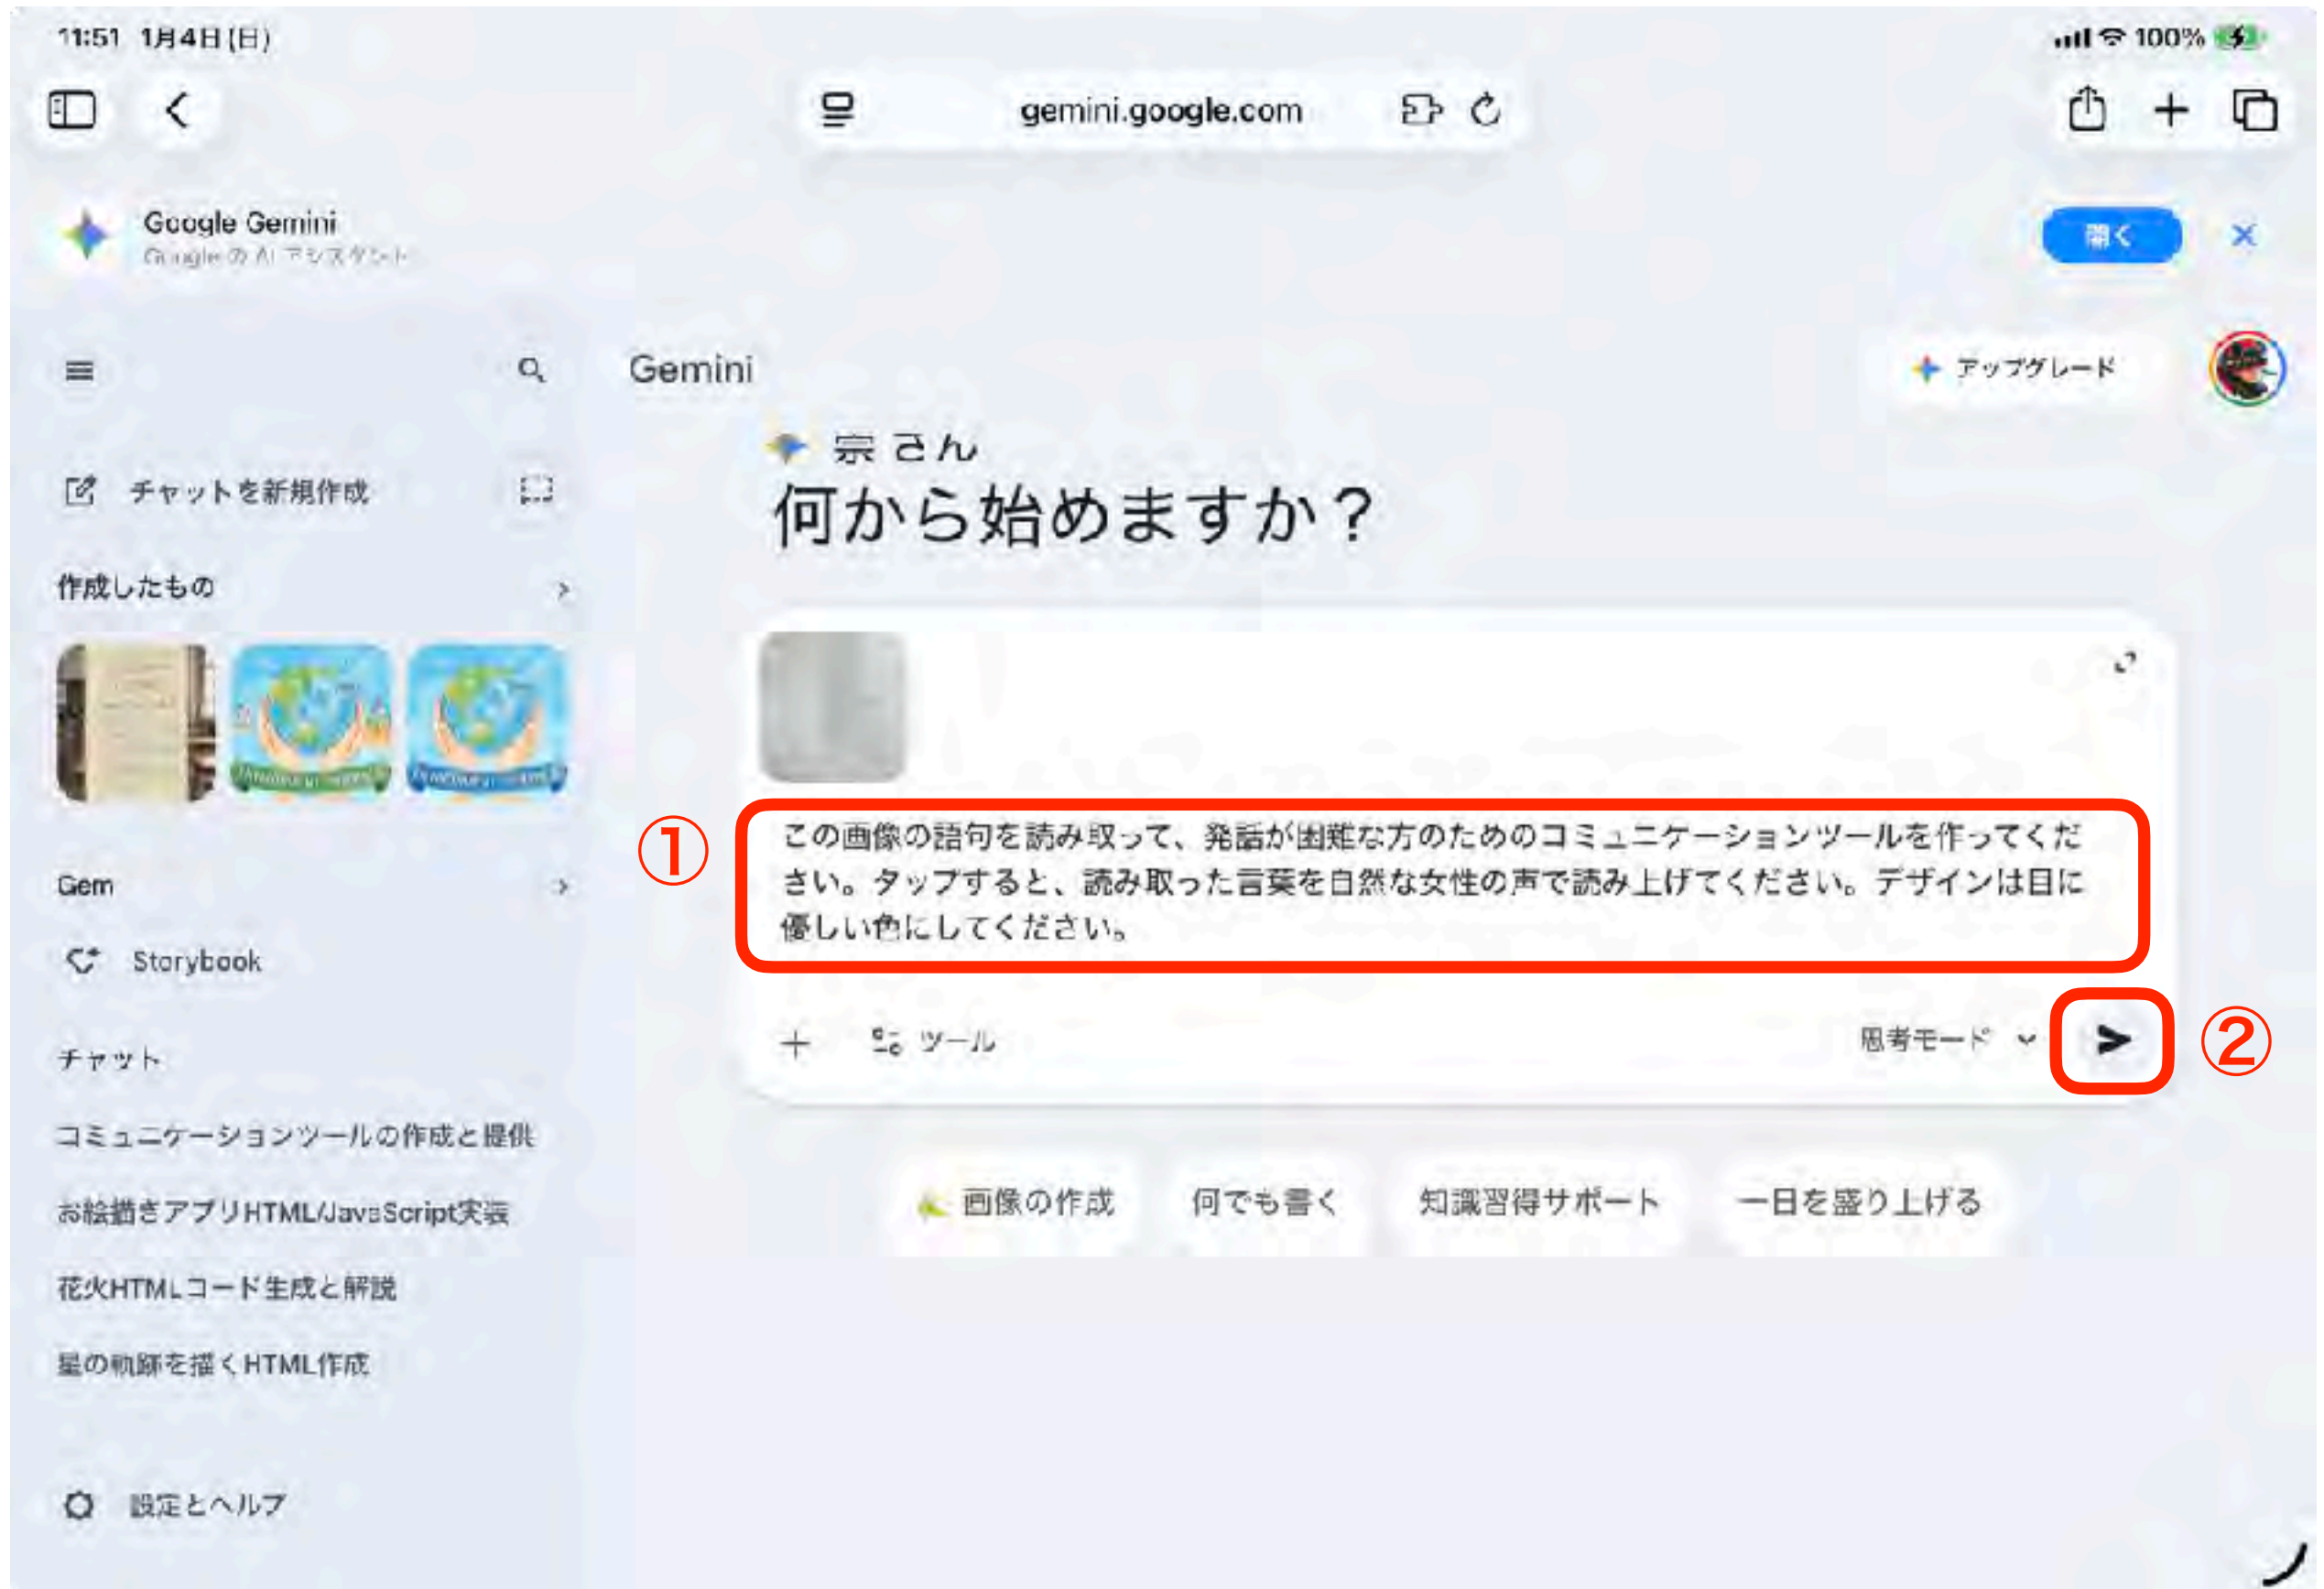 11:51 1月4日(日)
100%
gemini.google.com
Google Gemini
Google の AI アシスタント
開く
Gemini
アップグレード
宗 さん
何から始めますか？
チャットを新規作成
作成したもの
Gem
Storybook
チャット
コミュニケーションツールの作成と提供
お絵描きアプリHTML/JavaScript実装
花火HTMLコード生成と解説
星の軌跡を描くHTML作成
設定とヘルプ
①
この画像の語句を読み取って、発話が困難な方のためのコミュニケーションツールを作ってくだ
さい。タップすると、読み取った言葉を自然な女性の声で読み上げてください。デザインは目に
優しい色にしてください。
ツール
思考モード
②
画像の作成
何でも書く
知識習得サポート
一日を盛り上げる